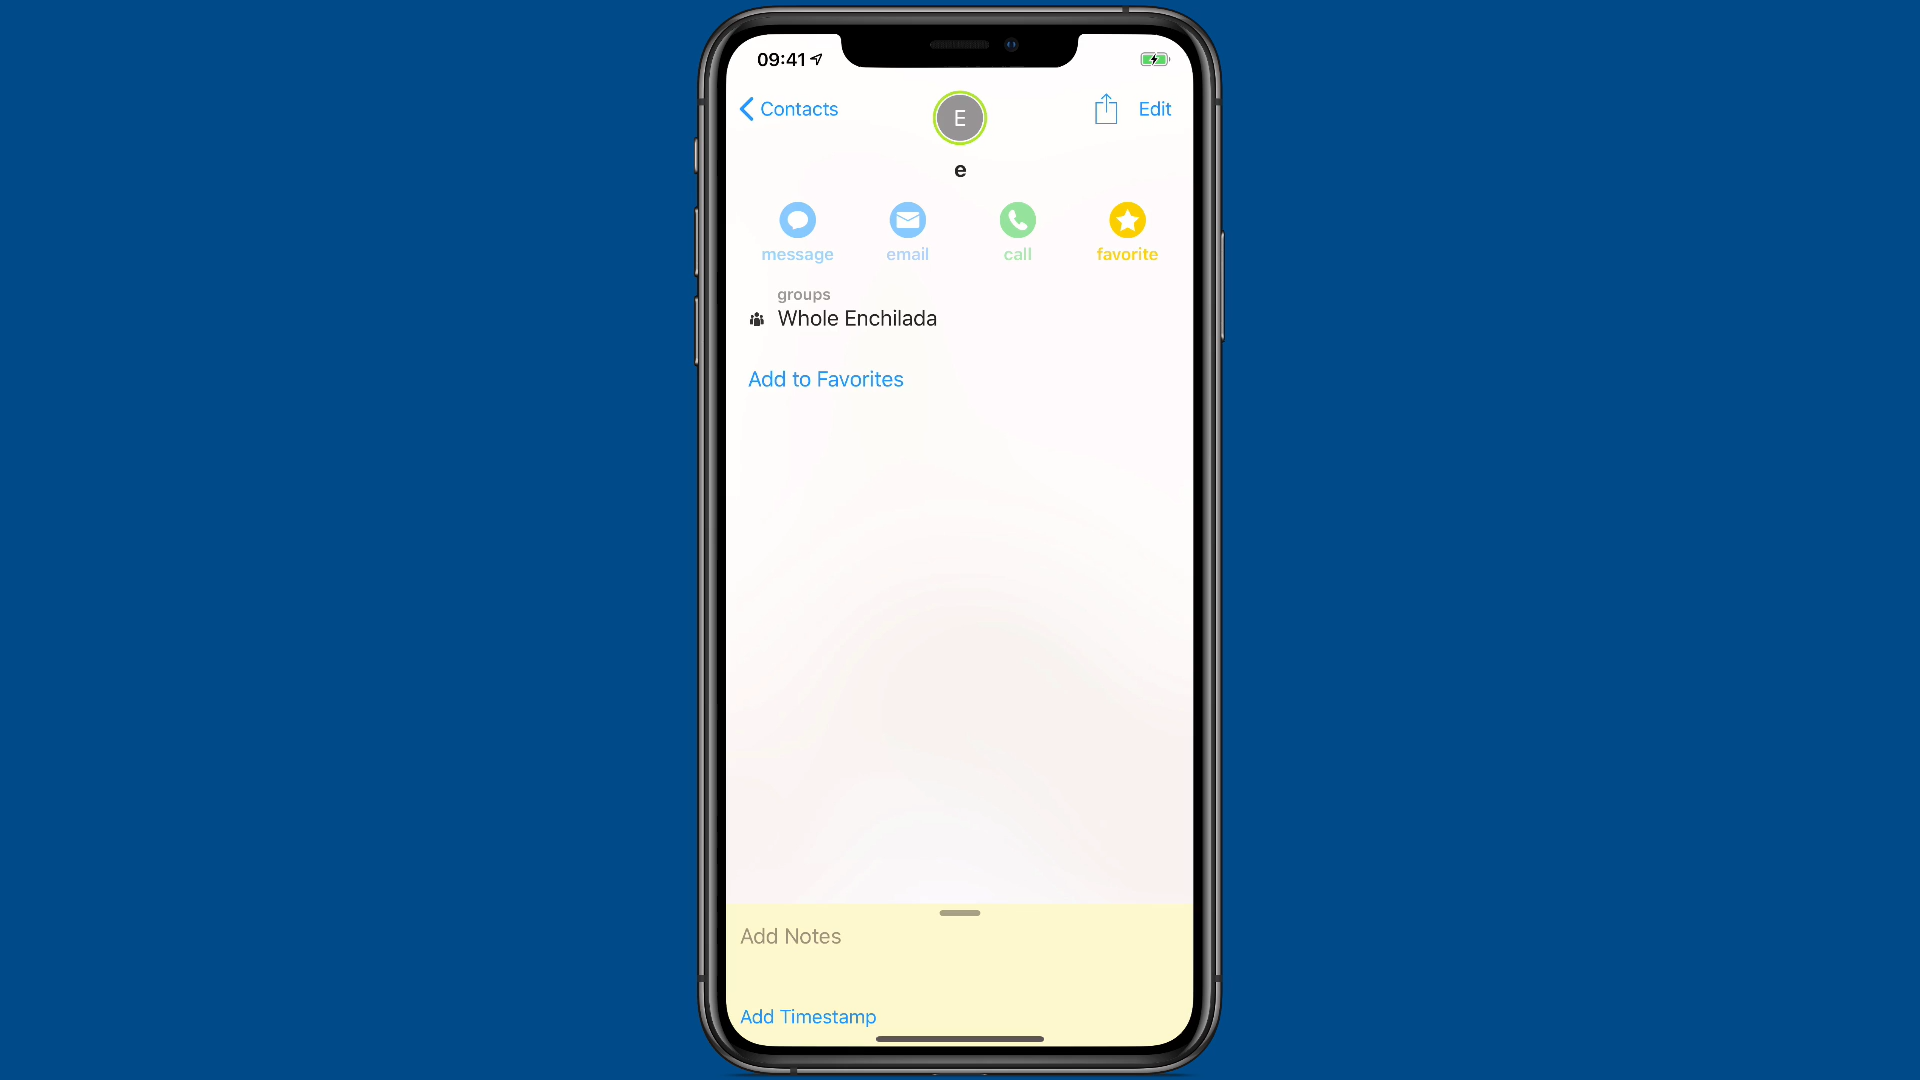 09:41
Contacts
E
Edit
e
message
email
call
favorite
groups
Whole Enchilada
Add to Favorites
Add Notes
Add Timestamp